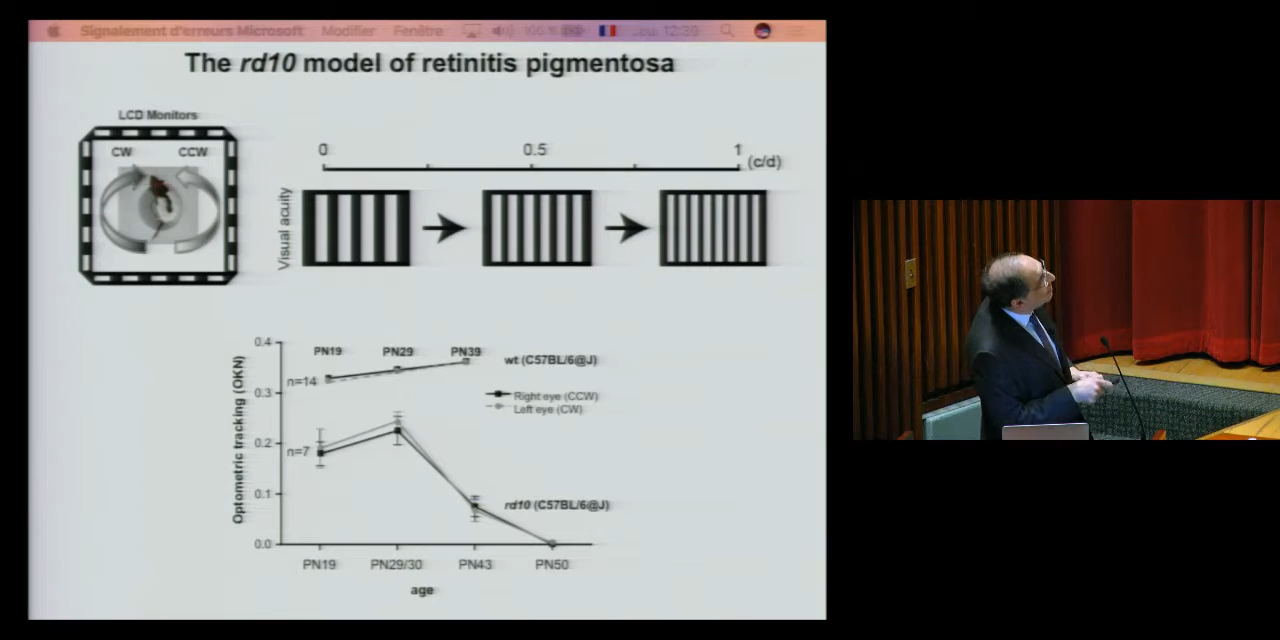 Signalement d'erreurs Microsoft Modifier Fenêtre
The rd10 model of retinitis pigmentosa
LCD Monitors
CW CCW
0 0.5 1 (c/d)
Visual acuity
Optometric tracking (OKN)
0.4
0.3
0.2
0.1
0.0
PN19 PN29 PN39
wt (C57BL/6@J)
n=14
Right eye (CCW)
Left eye (CW)
n=7
rd10 (C57BL/6@J)
PN19 PN29/30 PN43 PN50
age